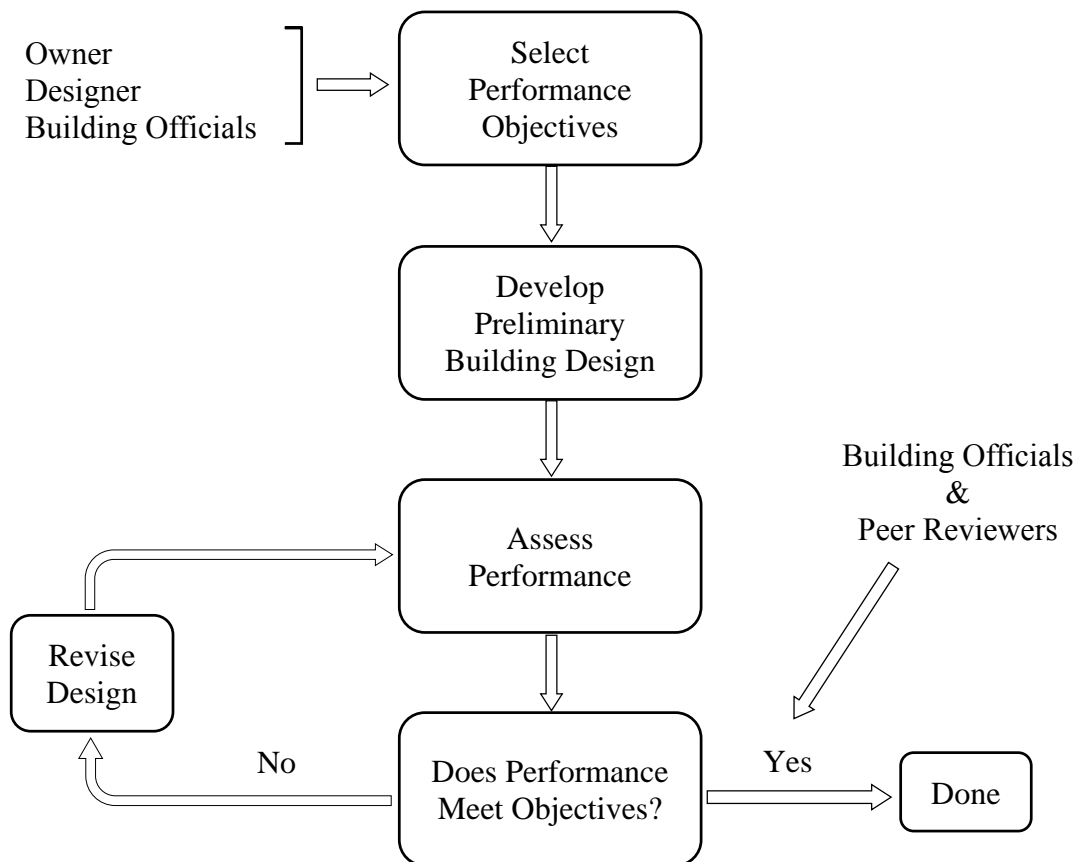 Owner
Designer
Building Officials
Select
Performance
Objectives
Develop
Preliminary
Building Design
Building Officials
&
Peer Reviewers
Assess
Performance
Revise
Design
No
Does Performance
Meet Objectives?
Yes
Done